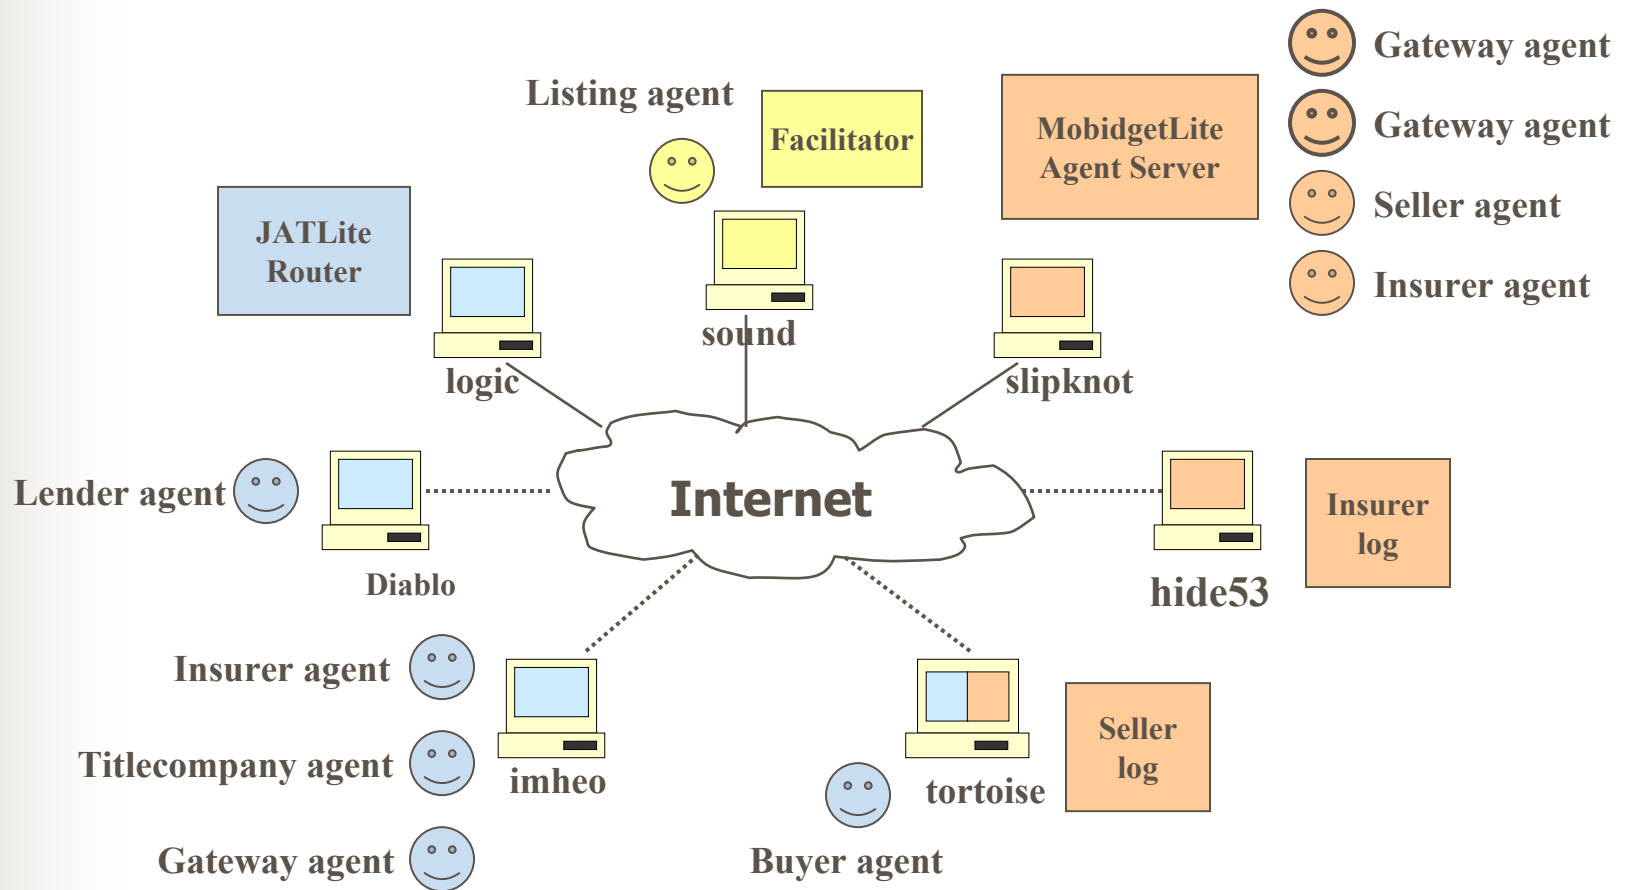 Gateway agent
Listing agent
Facilitator
MobidgetLite
Agent Server
Gateway agent
Seller agent
JATLite
Router
Insurer agent
sound
logic
slipknot
Lender agent
Internet
Insurer
log
Diablo
hide53
Insurer agent
Titlecompany agent
imheo
Seller
log
tortoise
Gateway agent
Buyer agent